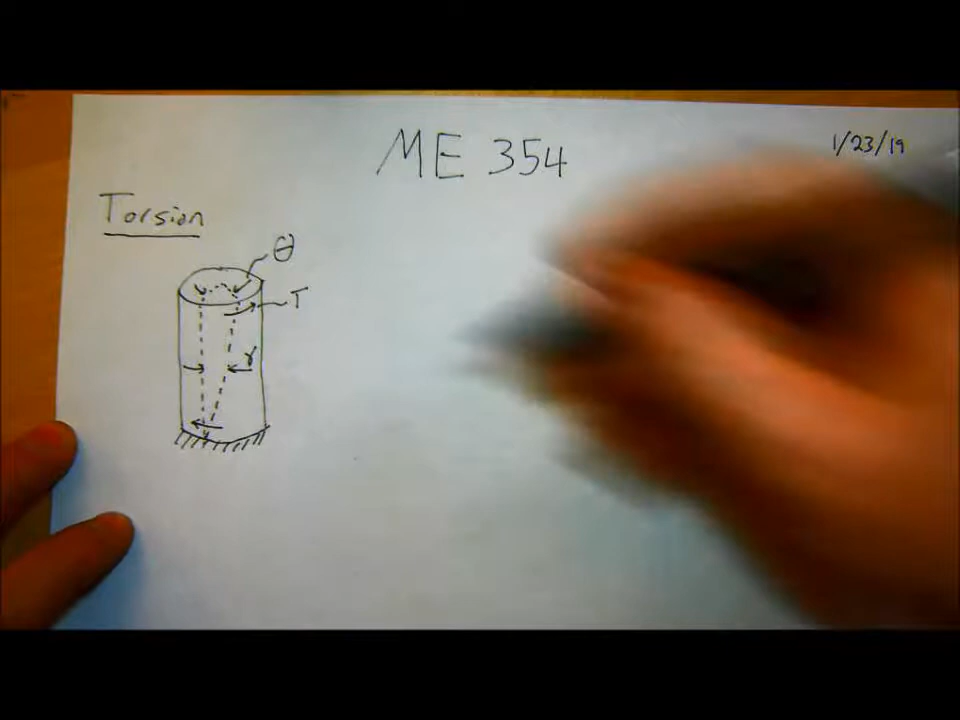 ME 354
1/23/19
Torsion
θ
T
γ